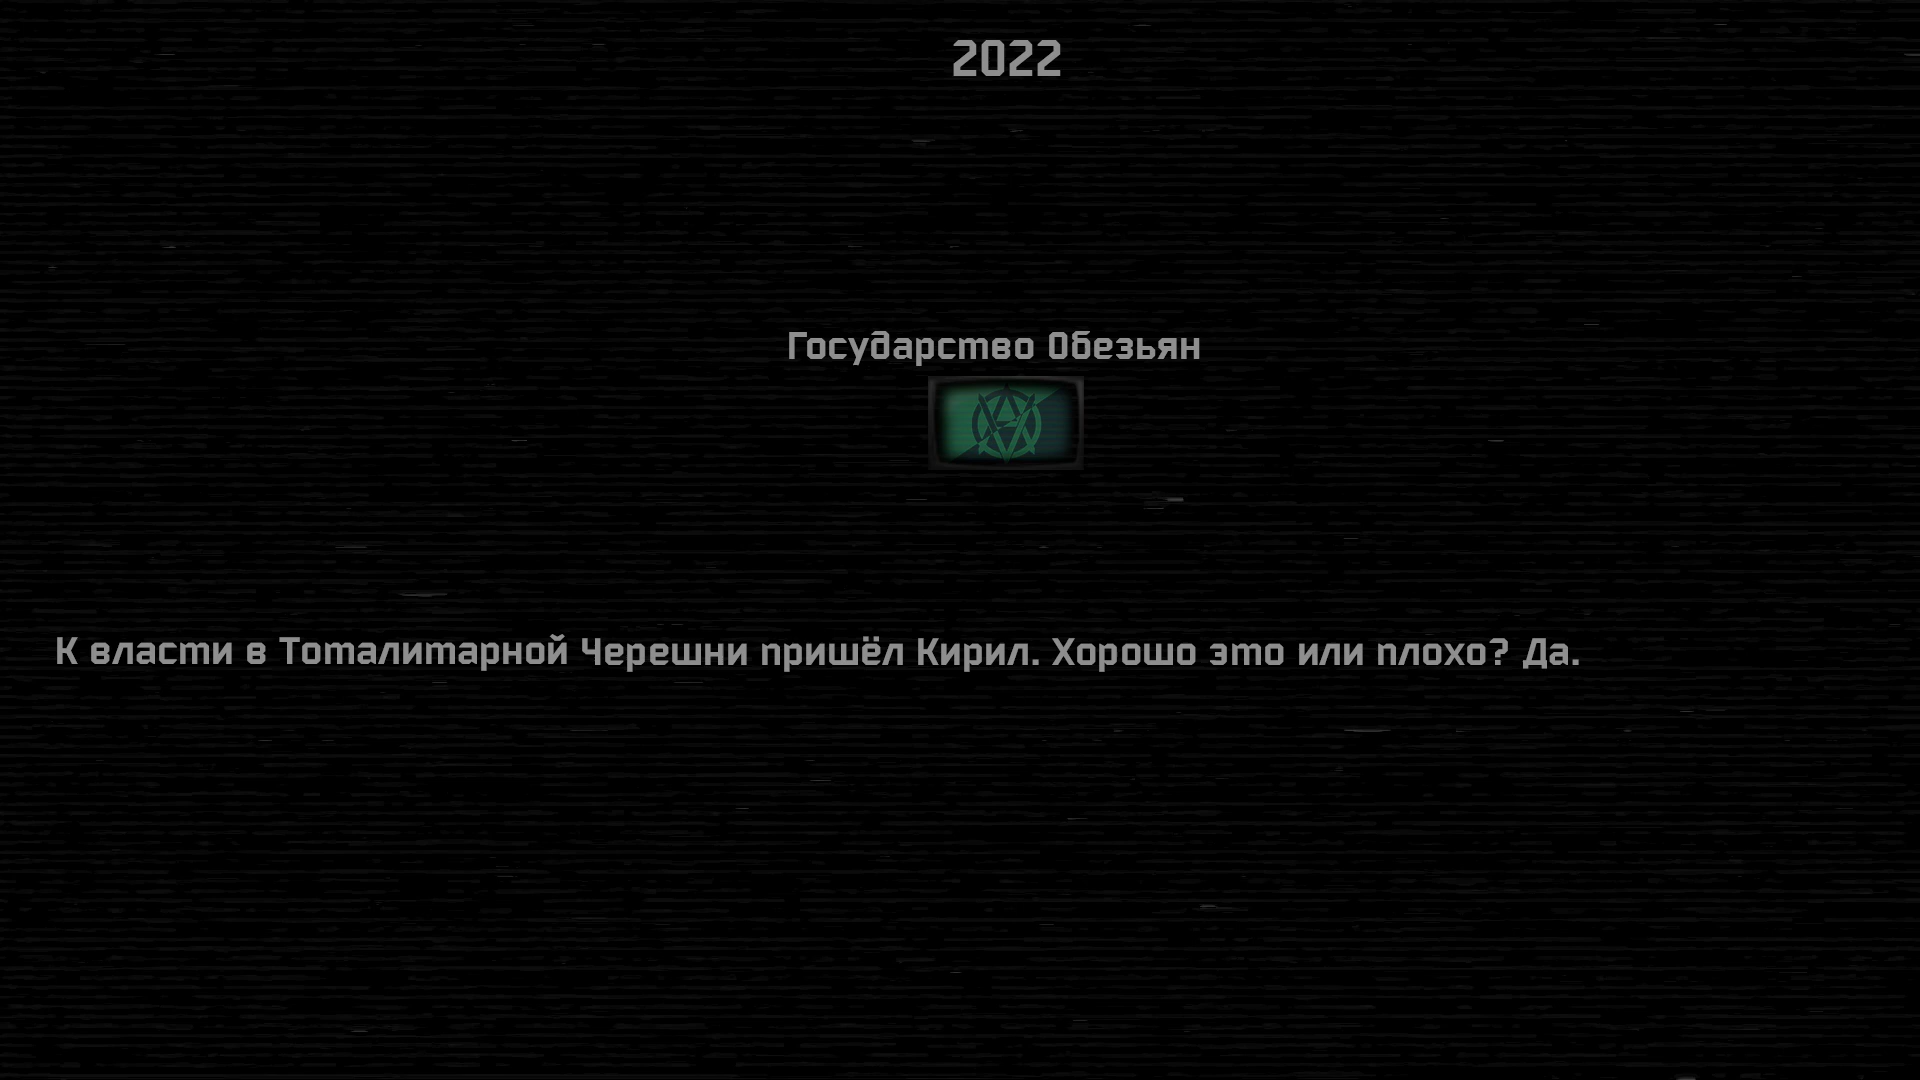 2022
Государство Обезьян
К власти в Тоталитарной Черешни пришёл Кирил. Хорошо это или плохо? Да.